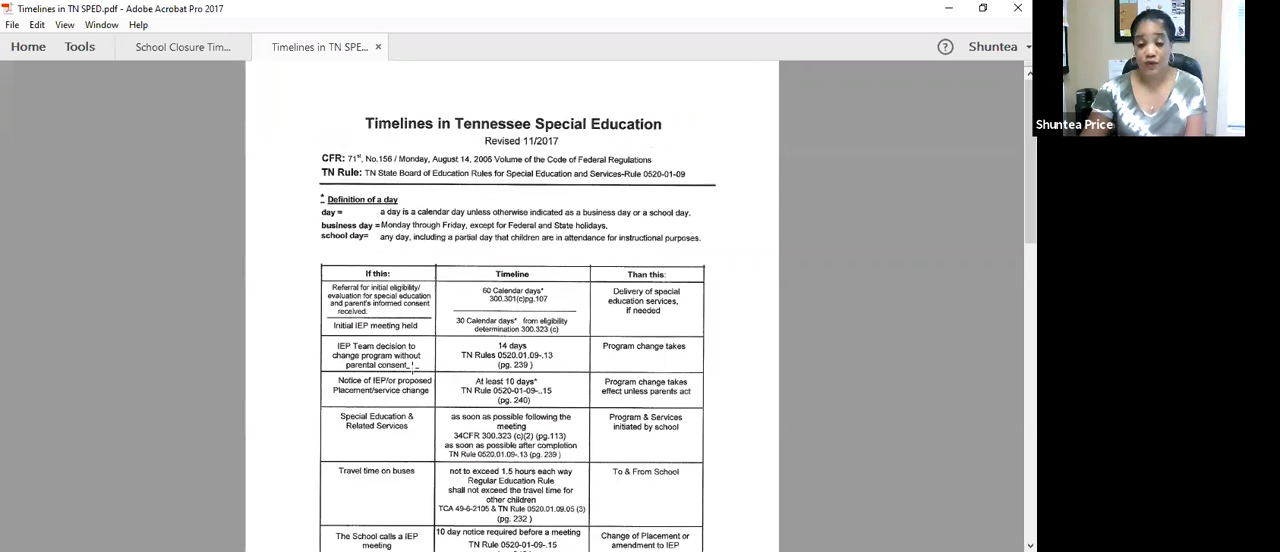 Timelines in TN SPED.pdf - Adobe Acrobat Pro 2017
File Edit View Window Help
Home Tools School Closure Tim... Timelines in TN SPE... × Shuntea
Shuntea Price
Timelines in Tennessee Special Education
Revised 11/2017
CFR: 71st, No.156 / Monday, August 14, 2006 Volume of the Code of Federal Regulations
TN Rule: TN State Board of Education Rules for Special Education and Services-Rule 0520-01-09
* Definition of a day
day = a day is a calendar day unless otherwise indicated as a business day or a school day.
business day = Monday through Friday, except for Federal and State holidays.
school day= any day, including a partial day that children are in attendance for instructional purposes.
If this: Timeline Than this:
Referral for initial eligibility/
evaluation for special education
and parent's informed consent
received.
Initial IEP meeting held
60 Calendar days*
300.301(c)pg.107
30 Calendar days* from eligibility
determination 300.323 (c)
Delivery of special
education services,
if needed
IEP Team decision to
change program without
parental consent
14 days
TN Rules 0520.01.09-.13
(pg. 239 )
Program change takes
Notice of IEP/or proposed
Placement/service change
At least 10 days*
TN Rule 0520-01-09-..15
(pg. 240)
Program change takes
effect unless parents act
Special Education &
Related Services
as soon as possible following the
meeting
34CFR 300.323 (c)(2) (pg.113)
as soon as possible after completion
TN Rule 0520.01.09-.13 (pg. 239 )
Program & Services
initiated by school
Travel time on buses
not to exceed 1.5 hours each way
Regular Education Rule
shall not exceed the travel time for
other children
TCA 49-6-2105 & TN Rule 0520.01.09.05 (3)
(pg. 232 )
To & From School
The School calls a IEP
meeting
10 day notice required before a meeting
TN Rule 0520-01-09-.15
Change of Placement or
amendment to IEP